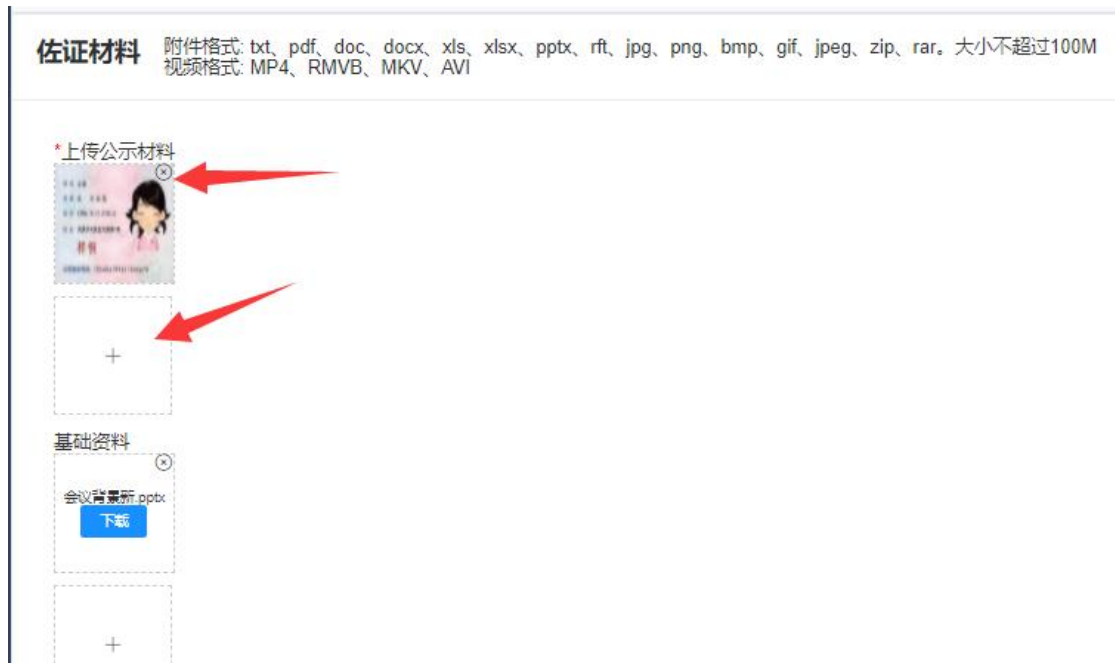 佐证材料
附件格式: txt、pdf、doc、docx、xls、xlsx、pptx、rft、jpg、png、bmp、gif、jpeg、zip、rar。大小不超过100M
视频格式: MP4、RMVB、MKV、AVI
*上传公示材料
基础资料
会议背景新.pptx
下载